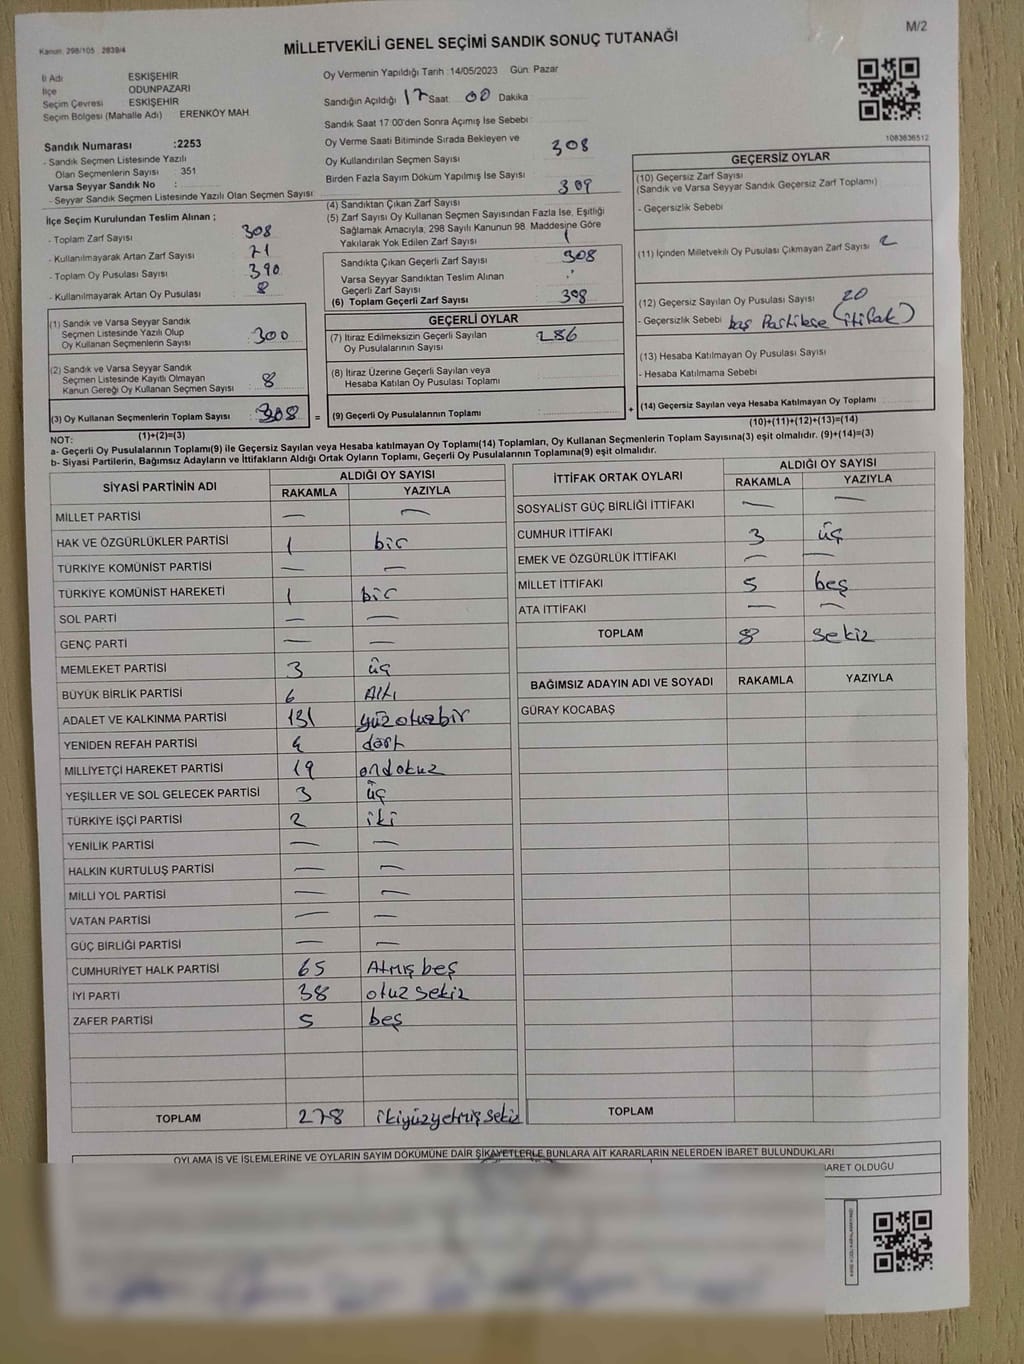 M/2
Kanun: 298/105 2839/4
MİLLETVEKİLİ GENEL SEÇİMİ SANDIK SONUÇ TUTANAĞI
İl Adı ESKİŞEHİR
İlçe ODUNPAZARI
Seçim Çevresi ESKİŞEHİR
Seçim Bölgesi (Mahalle Adı) ERENKÖY MAH
Sandık Numarası :2253
- Sandık Seçmen Listesinde Yazılı
Olan Seçmenlerin Sayısı 351
Varsa Seyyar Sandık No :
- Seyyar Sandık Seçmen Listesinde Yazılı Olan Seçmen Sayısı
İlçe Seçim Kurulundan Teslim Alınan ;
- Toplam Zarf Sayısı 308
- Kullanılmayarak Artan Zarf Sayısı 71
- Toplam Oy Pusulası Sayısı 390
- Kullanılmayarak Artan Oy Pusulası 8
Oy Vermenin Yapıldığı Tarih :14/05/2023 Gün: Pazar
Sandığın Açıldığı 17 Saat 00 Dakika
Sandık Saat 17:00'den Sonra Açımış İse Sebebi
Oy Verme Saati Bitiminde Sırada Bekleyen ve
Oy Kullandırılan Seçmen Sayısı 308
Birden Fazla Sayım Döküm Yapılmış İse Sayısı
(4) Sandıktan Çıkan Zarf Sayısı 309
(5) Zarf Sayısı Oy Kullanan Seçmen Sayısından Fazla İse, Eşitliği
Sağlamak Amacıyla, 298 Sayılı Kanunun 98. Maddesine Göre
Yakılarak Yok Edilen Zarf Sayısı 1
Sandıkta Çıkan Geçerli Zarf Sayısı 308
Varsa Seyyar Sandıktan Teslim Alınan
Geçerli Zarf Sayısı
(6) Toplam Geçerli Zarf Sayısı 308
1083636512
GEÇERSİZ OYLAR
(10) Geçersiz Zarf Sayısı
(Sandık ve Varsa Seyyar Sandık Geçersiz Zarf Toplamı)
- Geçersizlik Sebebi
(11) İçinden Milletvekili Oy Pusulası Çıkmayan Zarf Sayısı 2
(12) Geçersiz Sayılan Oy Pusulası Sayısı 20
- Geçersizlik Sebebi (ittifak)
(13) Hesaba Katılmayan Oy Pusulası Sayısı
- Hesaba Katılmama Sebebi
(14) Geçersiz Sayılan veya Hesaba Katılmayan Oy Toplamı
(10)+(11)+(12)+(13)=(14)
(1) Sandık ve Varsa Seyyar Sandık
Seçmen Listesinde Yazılı Olup
Oy Kullanan Seçmenlerin Sayısı 300
(2) Sandık ve Varsa Seyyar Sandık
Seçmen Listesinde Kayıtlı Olmayan
Kanun Gereği Oy Kullanan Seçmen Sayısı 8
(3) Oy Kullanan Seçmenlerin Toplam Sayısı 308 =
(1)+(2)=(3)
GEÇERLİ OYLAR
(7) İtiraz Edilmeksizin Geçerli Sayılan
Oy Pusulalarının Sayısı 286
(8) İtiraz Üzerine Geçerli Sayılan veya
Hesaba Katılan Oy Pusulası Toplamı
(9) Geçerli Oy Pusulalarının Toplamı +
NOT:
a- Geçerli Oy Pusulalarının Toplamı(9) ile Geçersiz Sayılan veya Hesaba katılmayan Oy Toplamı(14) Toplamları, Oy Kullanan Seçmenlerin Toplam Sayısına(3) eşit olmalıdır. (9)+(14)=(3)
b- Siyasi Partilerin, Bağımsız Adayların ve İttifakların Aldığı Ortak Oyların Toplamı, Geçerli Oy Pusulalarının Toplamına(9) eşit olmalıdır.
SİYASİ PARTİNİN ADI ALDIĞI OY SAYISI
RAKAMLA YAZIYLA
MİLLET PARTİSİ — —
HAK VE ÖZGÜRLÜKLER PARTİSİ 1 bir
TÜRKİYE KOMÜNİST PARTİSİ — —
TÜRKİYE KOMÜNİST HAREKETİ 1 bir
SOL PARTİ — —
GENÇ PARTİ — —
MEMLEKET PARTİSİ 3 üç
BÜYÜK BİRLİK PARTİSİ 6 Altı
ADALET VE KALKINMA PARTİSİ 131 yüzotuzbir
YENİDEN REFAH PARTİSİ 4 dört
MİLLİYETÇİ HAREKET PARTİSİ 19 ondokuz
YEŞİLLER VE SOL GELECEK PARTİSİ 3 üç
TÜRKİYE İŞÇİ PARTİSİ 2 iki
YENİLİK PARTİSİ — —
HALKIN KURTULUŞ PARTİSİ — —
MİLLİ YOL PARTİSİ — —
VATAN PARTİSİ — —
GÜÇ BİRLİĞİ PARTİSİ — —
CUMHURİYET HALK PARTİSİ 65 Atmış beş
İYİ PARTİ 38 otuz sekiz
ZAFER PARTİSİ 5 beş
TOPLAM 278 ikiyüzyetmiş sekiz
İTTİFAK ORTAK OYLARI ALDIĞI OY SAYISI
RAKAMLA YAZIYLA
SOSYALİST GÜÇ BİRLİĞİ İTTİFAKI — —
CUMHUR İTTİFAKI 3 üç
EMEK VE ÖZGÜRLÜK İTTİFAKI — —
MİLLET İTTİFAKI 5 beş
ATA İTTİFAKI — —
TOPLAM 8 sekiz
BAĞIMSIZ ADAYIN ADI VE SOYADI RAKAMLA YAZIYLA
GÜRAY KOCABAŞ
TOPLAM
OYLAMA İŞ VE İŞLEMLERİNE VE OYLARIN SAYIM DÖKÜMÜNE DAİR ŞİKAYETLERLE BUNLARA AİT KARARLARIN NELERDEN İBARET BULUNDUKLARI
BARET OLDUĞU